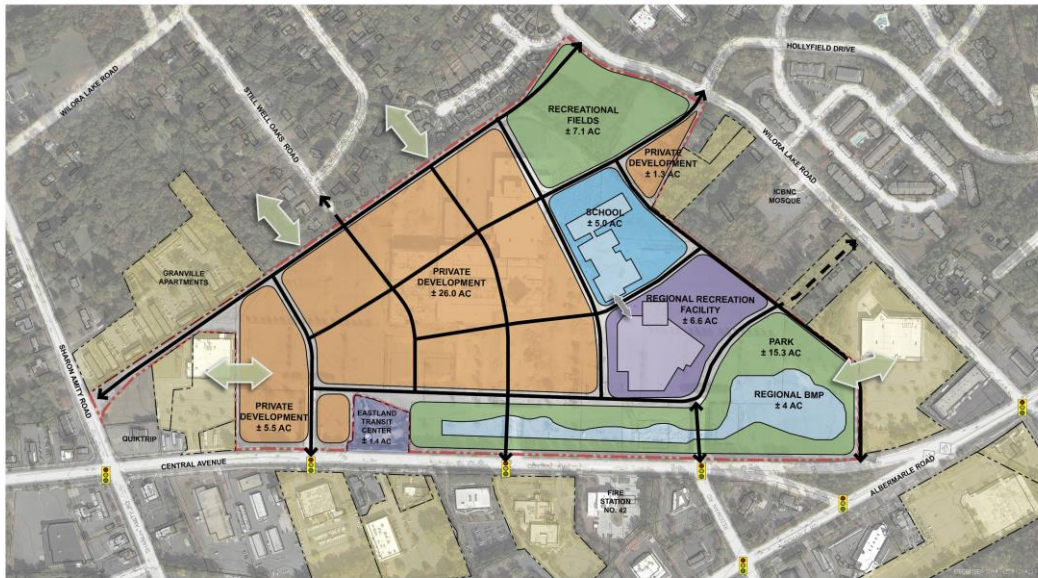 HOLLYFIELD DRIVE
WILORA LAKE ROAD
STILL WELL OAKS ROAD
RECREATIONAL
FIELDS
± 7.1 AC
WILORA LAKE ROAD
PRIVATE
DEVELOPMENT
± 1.3 AC
ICBNC
MOSQUE
SCHOOL
± 5.0 AC
GRANVILLE
APARTMENTS
PRIVATE
DEVELOPMENT
± 26.0 AC
REGIONAL RECREATION
FACILITY
± 6.6 AC
SHARON AMITY ROAD
PARK
± 15.3 AC
REGIONAL BMP
± 4 AC
PRIVATE
DEVELOPMENT
± 5.5 AC
EASTLAND
TRANSIT
CENTER
± 1.4 AC
QUIKTRIP
CENTRAL AVENUE
ALBERMARLE ROAD
FIRE
STATION
NO. 42